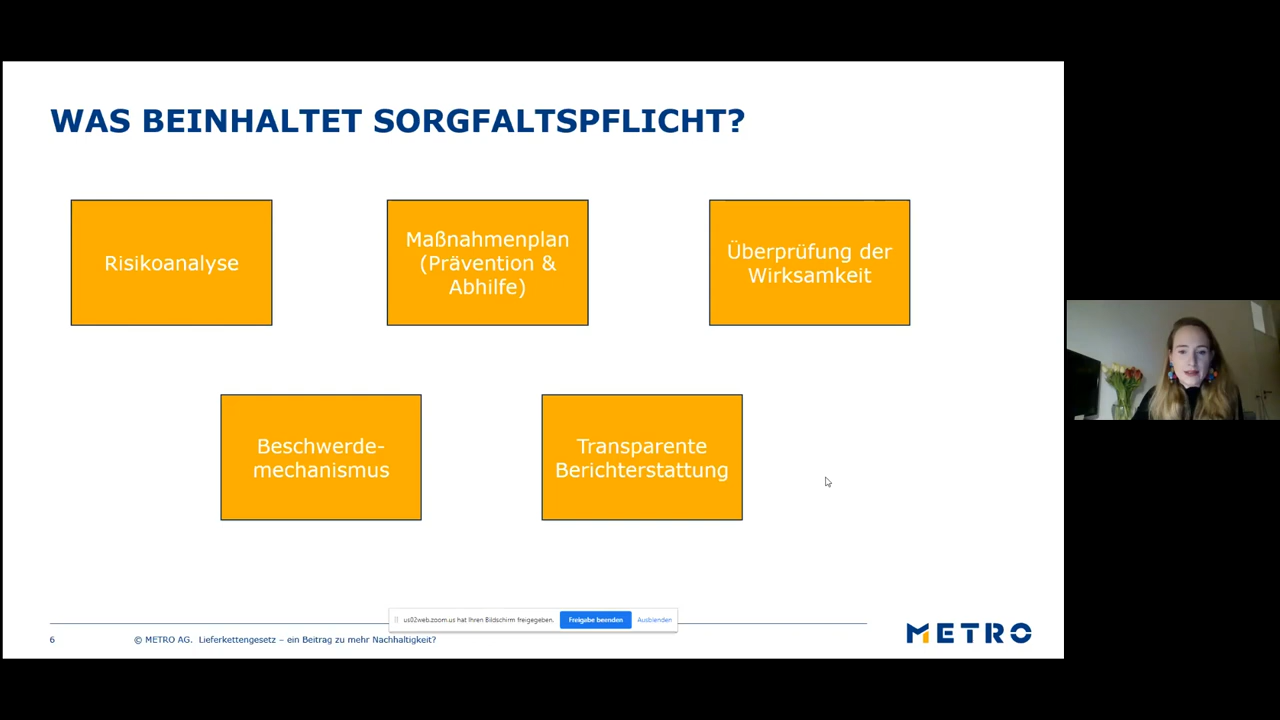 WAS BEINHALTET SORGFALTSPFLICHT?
Risikoanalyse
Maßnahmenplan
(Prävention &
Abhilfe)
Überprüfung der
Wirksamkeit
Beschwerde-
mechanismus
Transparente
Berichterstattung
us02web.zoom.us hat Ihren Bildschirm freigegeben.
Freigabe beenden
Ausblenden
6
© METRO AG. Lieferkettengesetz – ein Beitrag zu mehr Nachhaltigkeit?
METRO